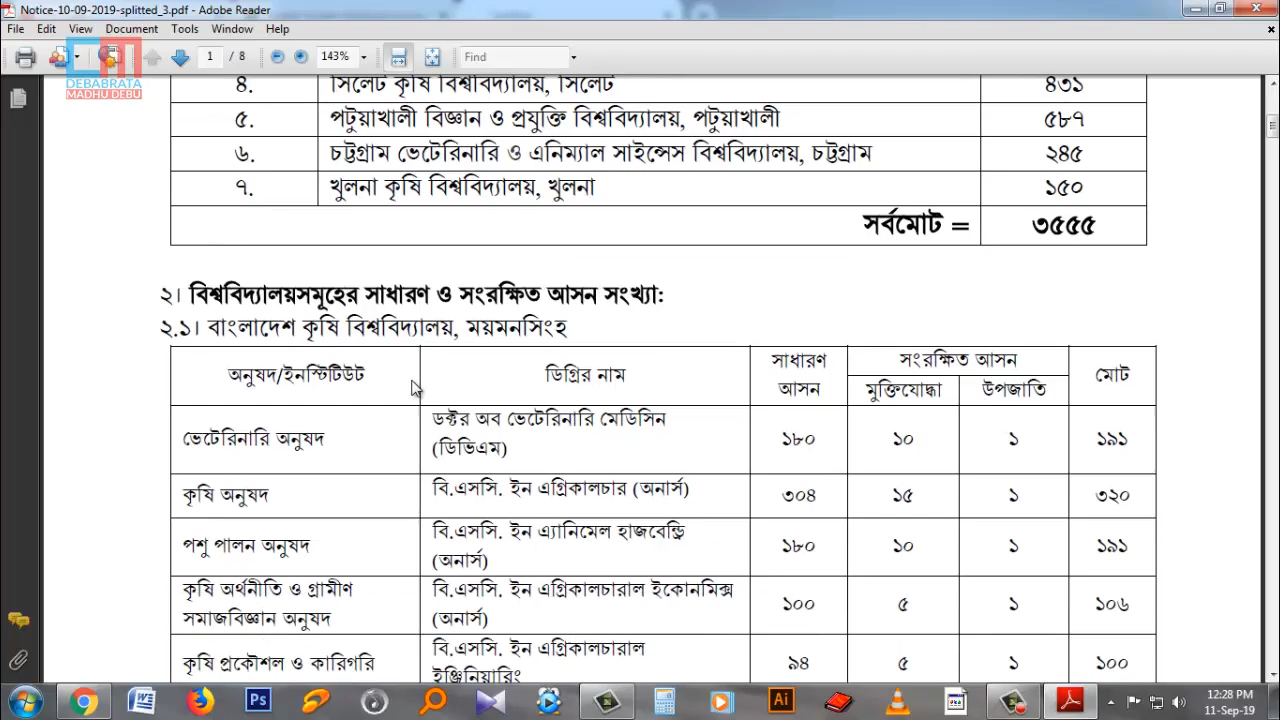 Notice-10-09-2019-splitted_3.pdf - Adobe Reader
File Edit View Document Tools Window Help
1 / 8 143% Find
DEBABRATA
MADHU DEBU
৪. সিলেট কৃষি বিশ্ববিদ্যালয়, সিলেট ৪৩১
৫. পটুয়াখালী বিজ্ঞান ও প্রযুক্তি বিশ্ববিদ্যালয়, পটুয়াখালী ৫৮৭
৬. চট্টগ্রাম ভেটেরিনারি ও এনিম্যাল সাইন্সেস বিশ্ববিদ্যালয়, চট্টগ্রাম ২৪৫
৭. খুলনা কৃষি বিশ্ববিদ্যালয়, খুলনা ১৫০
সর্বমোট = ৩৫৫৫
২। বিশ্ববিদ্যালয়সমূহের সাধারণ ও সংরক্ষিত আসন সংখ্যা:
২.১। বাংলাদেশ কৃষি বিশ্ববিদ্যালয়, ময়মনসিংহ
অনুষদ/ইনস্টিটিউট ডিগ্রির নাম সাধারণ আসন সংরক্ষিত আসন মোট
মুক্তিযোদ্ধা উপজাতি
ভেটেরিনারি অনুষদ ডক্টর অব ভেটেরিনারি মেডিসিন ১৮০ ১০ ১ ১৯১
(ডিভিএম)
কৃষি অনুষদ বি.এসসি. ইন এগ্রিকালচার (অনার্স) ৩০৪ ১৫ ১ ৩২০
পশু পালন অনুষদ বি.এসসি. ইন এ্যানিমেল হাজবেন্ড্রি ১৮০ ১০ ১ ১৯১
(অনার্স)
কৃষি অর্থনীতি ও গ্রামীণ বি.এসসি. ইন এগ্রিকালচারাল ইকোনমিক্স ১০০ ৫ ১ ১০৬
সমাজবিজ্ঞান অনুষদ (অনার্স)
কৃষি প্রকৌশল ও কারিগরি বি.এসসি. ইন এগ্রিকালচারাল ৯৪ ৫ ১ ১০০
ইঞ্জিনিয়ারিং
12:28 PM
11-Sep-19